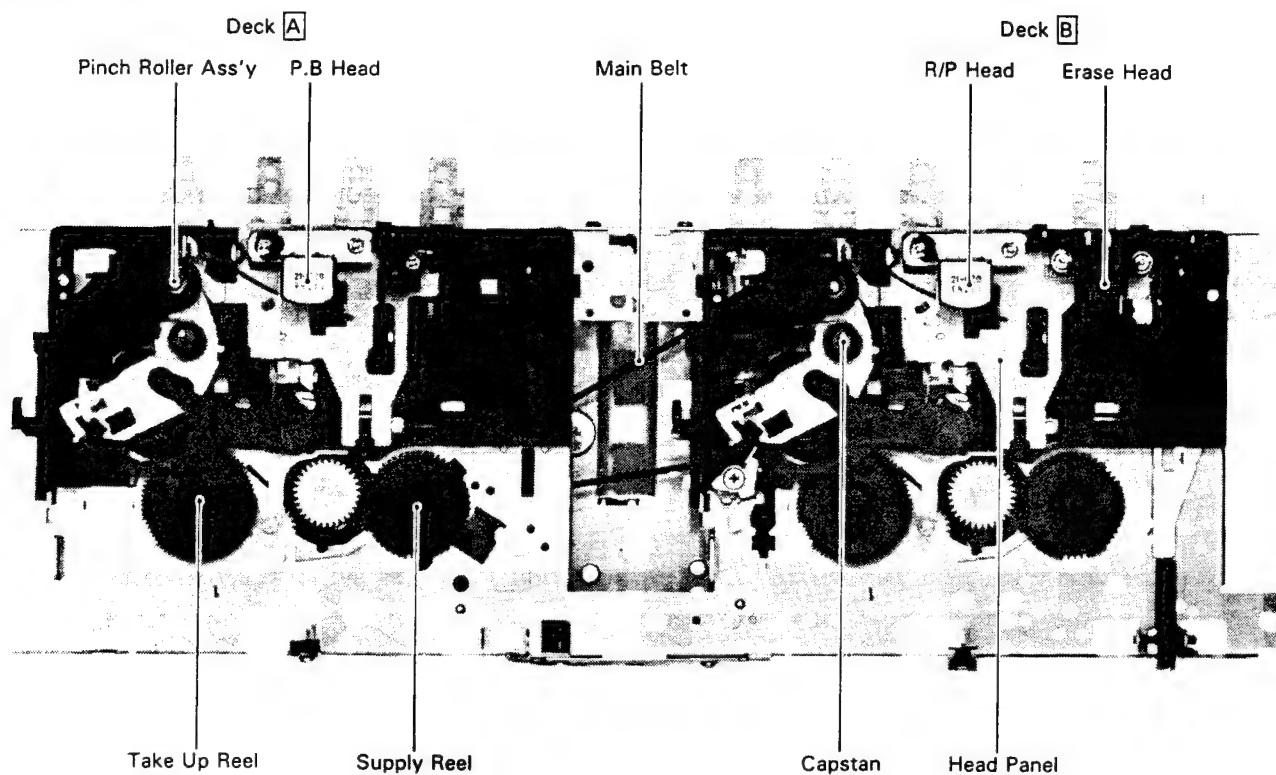 Deck A
Deck B
Pinch Roller Ass'y
P.B Head
Main Belt
R/P Head
Erase Head
Take Up Reel
Supply Reel
Capstan
Head Panel